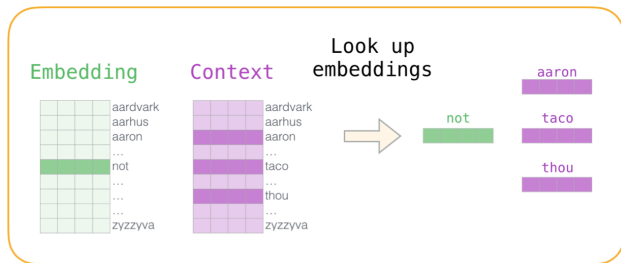 Embedding
aardvark
aarhus
aaron
...
not
...
...
...
zyzzyva
Context
aardvark
aarhus
aaron
...
taco
...
thou
...
zyzzyva
Look up
embeddings
not
aaron
taco
thou